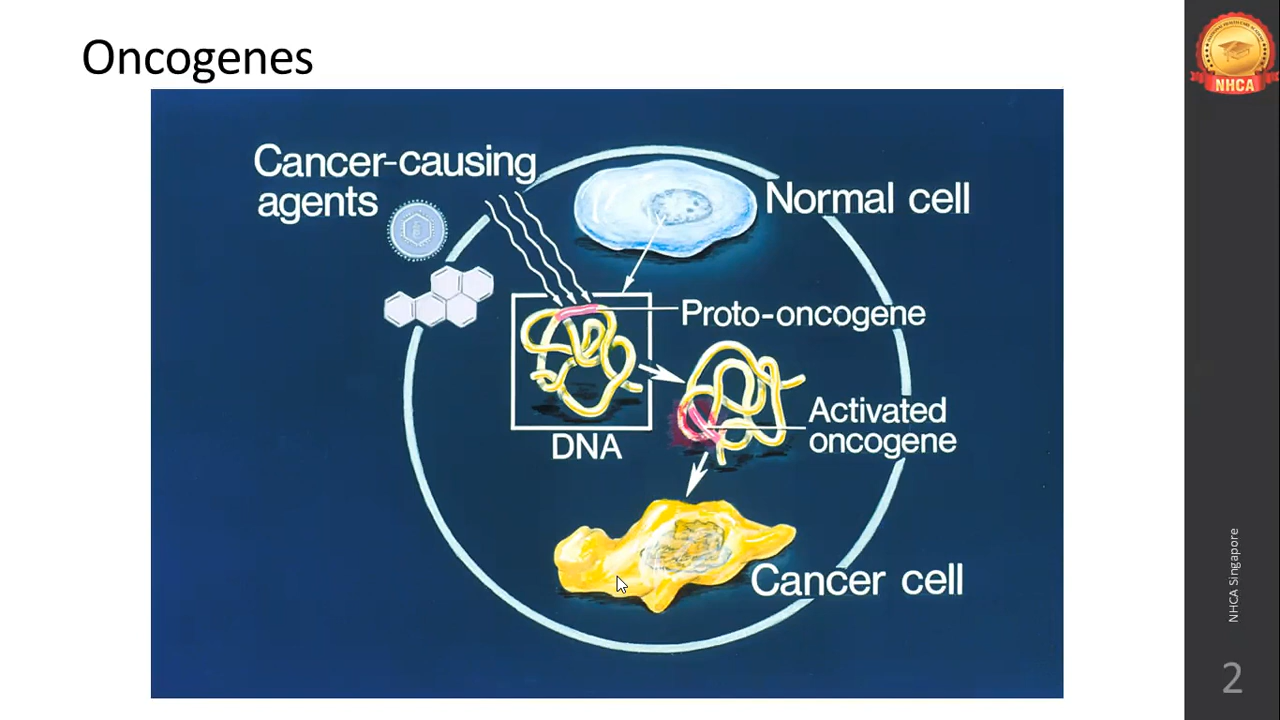 Oncogenes
Cancer-causing
agents
Normal cell
Proto-oncogene
Activated
oncogene
DNA
Cancer cell
NHCA
NHCA Singapore
2